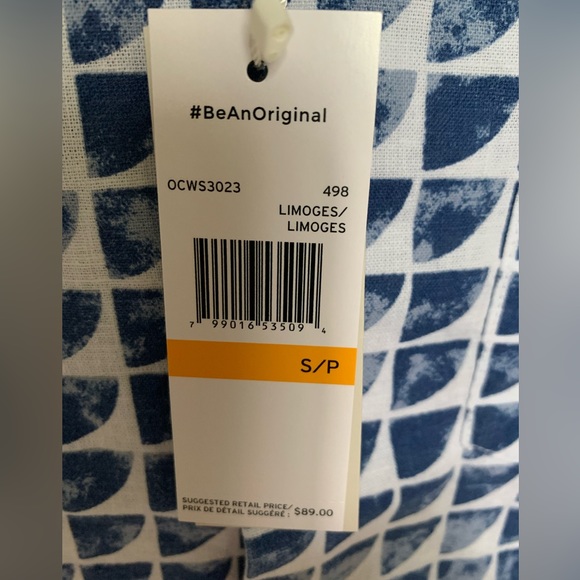 #BeAnOriginal
OCWS3023 498
LIMOGES/
LIMOGES
7 99016 53509 4
S/P
SUGGESTED RETAIL PRICE/
PRIX DE DÉTAIL SUGGÉRÉ : $89.00